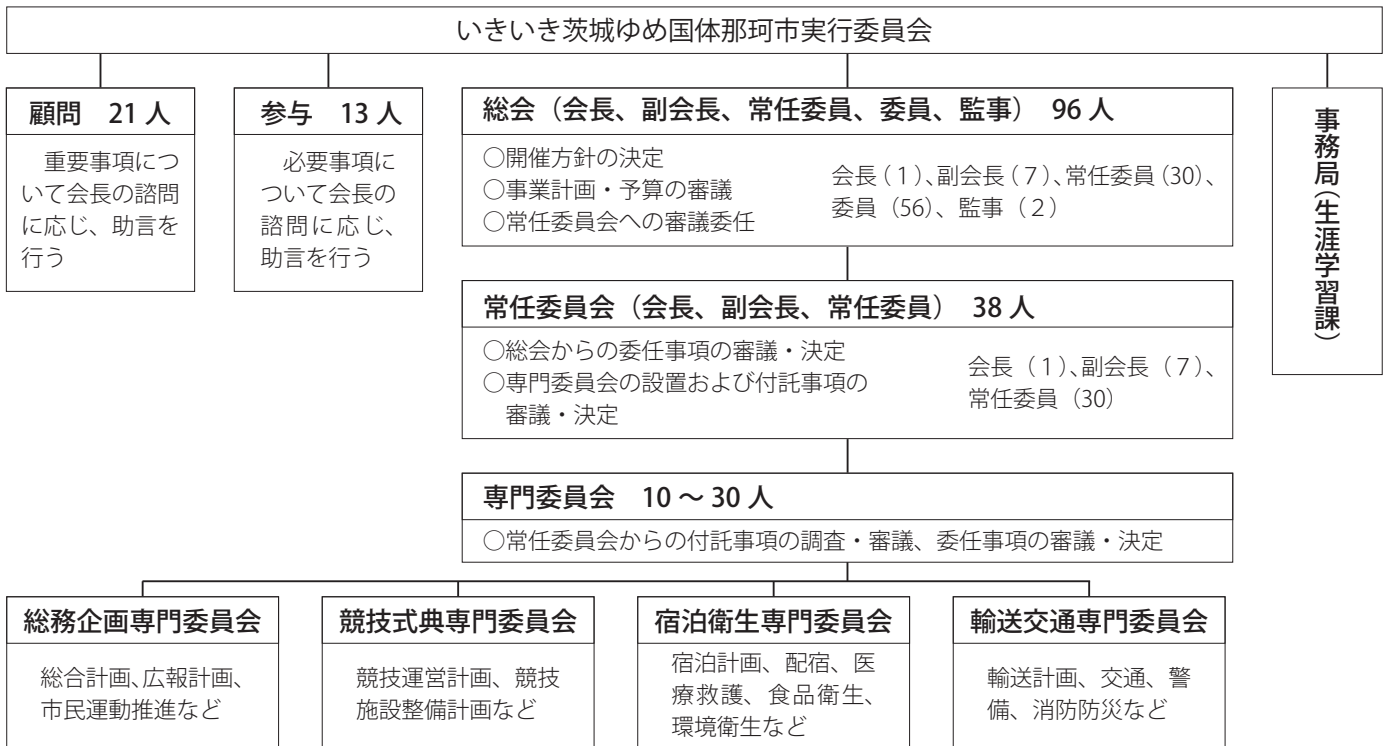 いきいき茨城ゆめ国体那珂市実行委員会
顧問　21 人
重要事項につ
いて会長の諮問
に応じ、助言を
行う
参与　13 人
必要事項に
ついて会長の
諮問に応じ、
助言を行う
総会（会長、副会長、常任委員、委員、監事）　96 人
○開催方針の決定
○事業計画・予算の審議
○常任委員会への審議委任
会長（１）、副会長（７）、常任委員（30）、
委員（56）、監事（２）
事務局（生涯学習課）
常任委員会（会長、副会長、常任委員）　38 人
○総会からの委任事項の審議・決定
○専門委員会の設置および付託事項の
審議・決定
会長（１）、副会長（７）、
常任委員（30）
専門委員会　10 ～ 30 人
○常任委員会からの付託事項の調査・審議、委任事項の審議・決定
総務企画専門委員会
総合計画、広報計画、
市民運動推進など
競技式典専門委員会
競技運営計画、競技
施設整備計画など
宿泊衛生専門委員会
宿泊計画、配宿、医
療救護、食品衛生、
環境衛生など
輸送交通専門委員会
輸送計画、交通、警
備、消防防災など